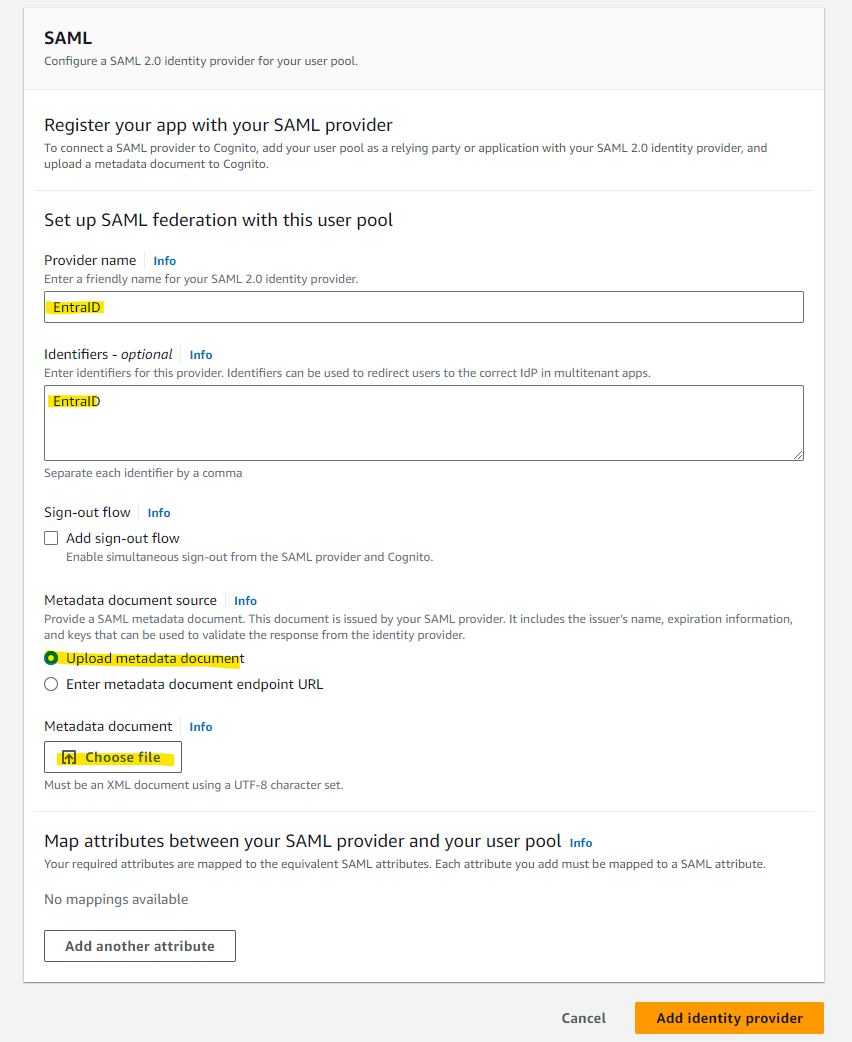 SAML
Configure a SAML 2.0 identity provider for your user pool.
Register your app with your SAML provider
To connect a SAML provider to Cognito, add your user pool as a relying party or application with your SAML 2.0 identity provider, and
upload a metadata document to Cognito.
Set up SAML federation with this user pool
Provider name Info
Enter a friendly name for your SAML 2.0 identity provider.
EntraID
Identifiers - optional Info
Enter identifiers for this provider. Identifiers can be used to redirect users to the correct IdP in multitenant apps.
EntraID
Separate each identifier by a comma
Sign-out flow Info
Add sign-out flow
Enable simultaneous sign-out from the SAML provider and Cognito.
Metadata document source Info
Provide a SAML metadata document. This document is issued by your SAML provider. It includes the issuer's name, expiration information,
and keys that can be used to validate the response from the identity provider.
Upload metadata document
Enter metadata document endpoint URL
Metadata document Info
Choose file
Must be an XML document using a UTF-8 character set.
Map attributes between your SAML provider and your user pool Info
Your required attributes are mapped to the equivalent SAML attributes. Each attribute you add must be mapped to a SAML attribute.
No mappings available
Add another attribute
Cancel Add identity provider